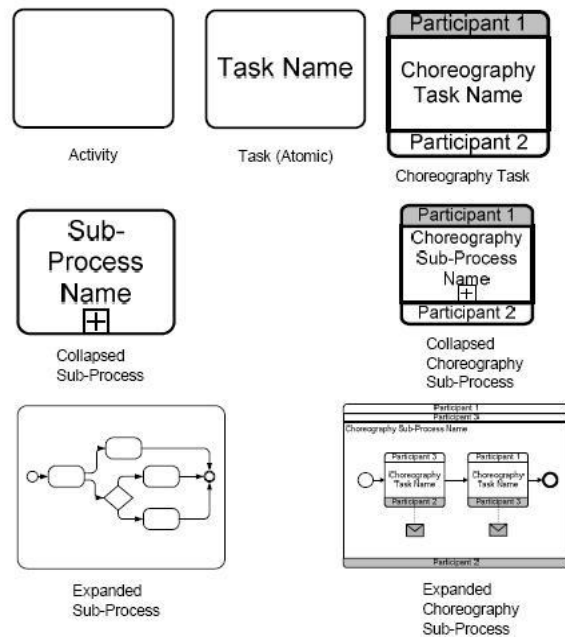 Activity
Task Name
Task (Atomic)
Participant 1
Choreography
Task Name
Participant 2
Choreography Task
Sub-
Process
Name
Collapsed
Sub-Process
Participant 1
Choreography
Sub-Process
Name
Participant 2
Collapsed
Choreography
Sub-Process
Expanded
Sub-Process
Participant 1
Participant 3
Choreography Sub-Process Name
Participant 3
Choreography
Task Name
Participant 2
Participant 1
Choreography
Task Name
Participant 3
Participant 2
Expanded
Choreography
Sub-Process